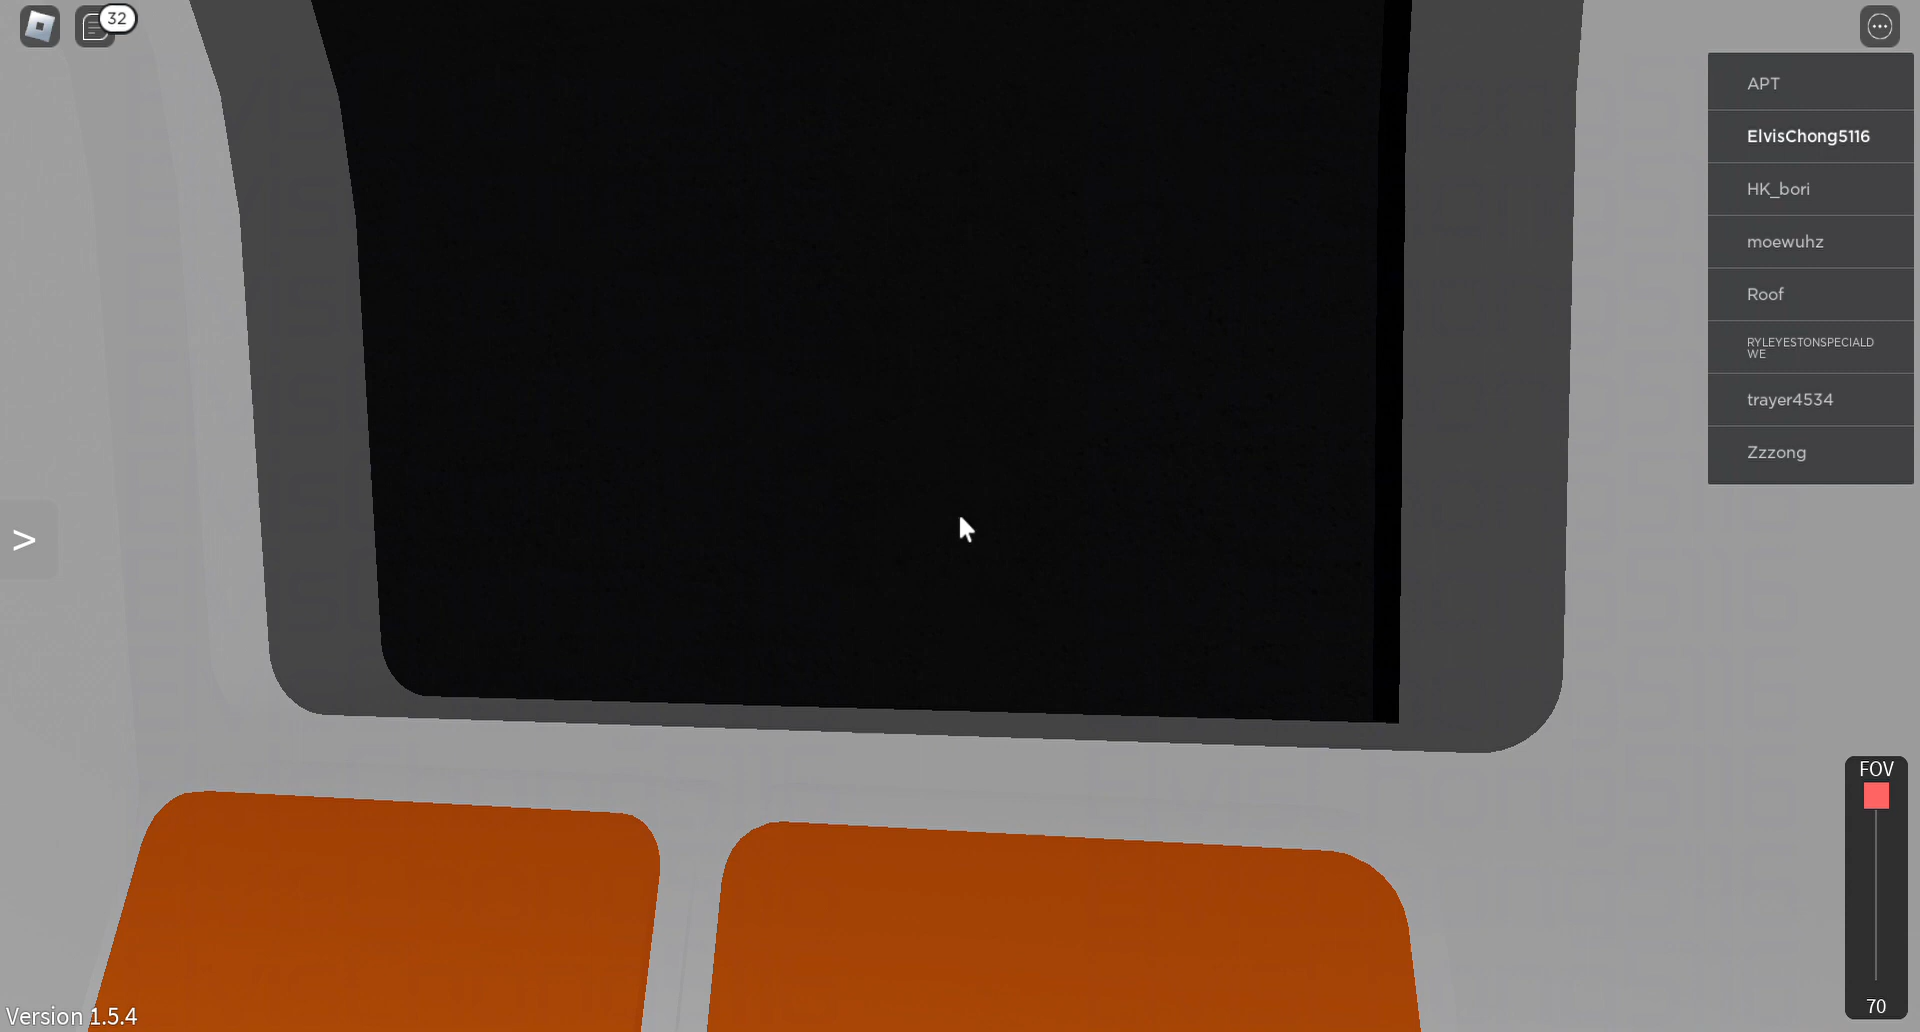 32
APT
ElvisChong5116
HK_bori
moewuhz
Roof
RYLEYESTONSPECIALD
WE
trayer4534
Zzzong
>
FOV
70
Version 1.5.4